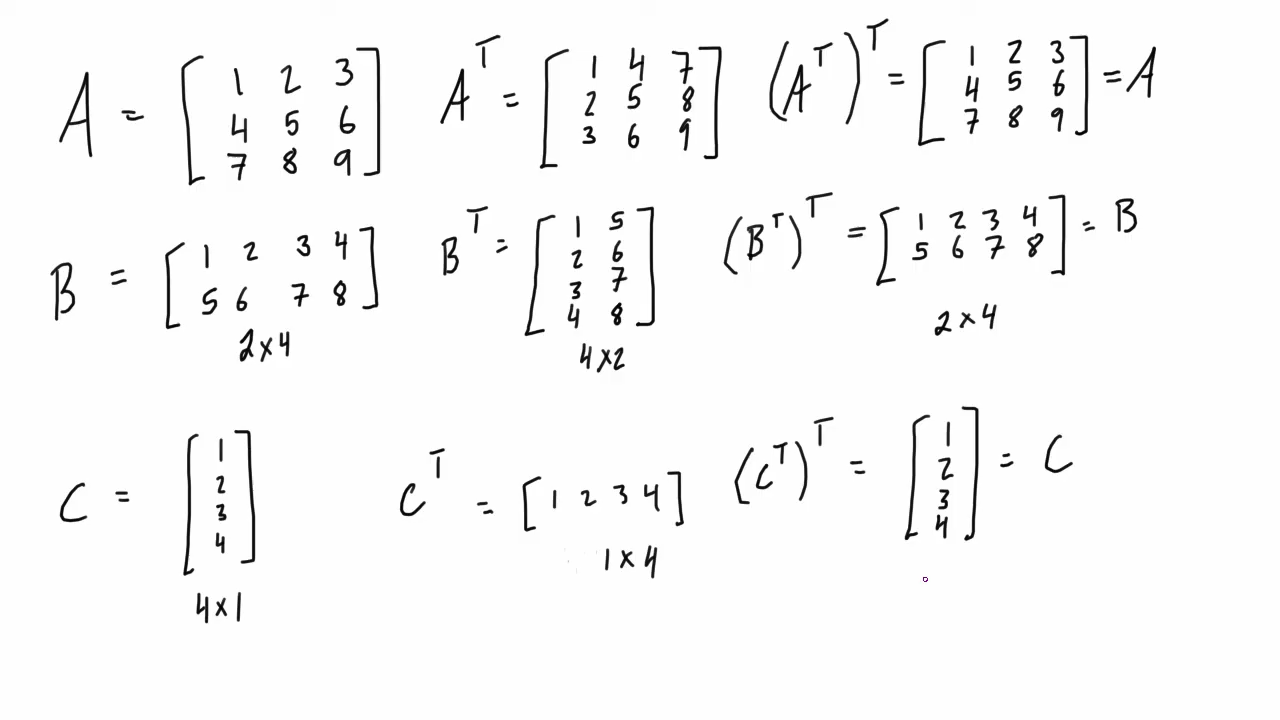 A = [ 1 2 3 A^T = [ 1 4 7 (A^T)^T = [ 1 2 3 ] = A
4 5 6 ] 2 5 8 4 5 6
7 8 9 3 6 9 ] 7 8 9
B = [ 1 2 3 4 B^T = [ 1 5 (B^T)^T = [ 1 2 3 4 ] = B
5 6 7 8 ] 2 6 5 6 7 8
3 7
4 8 ]
2 x 4 4 x 2 2 x 4
C = [ 1 C^T = [ 1 2 3 4 ] (C^T)^T = [ 1 ] = C
2 2
3 3
4 ] 4
4 x 1 1 x 4